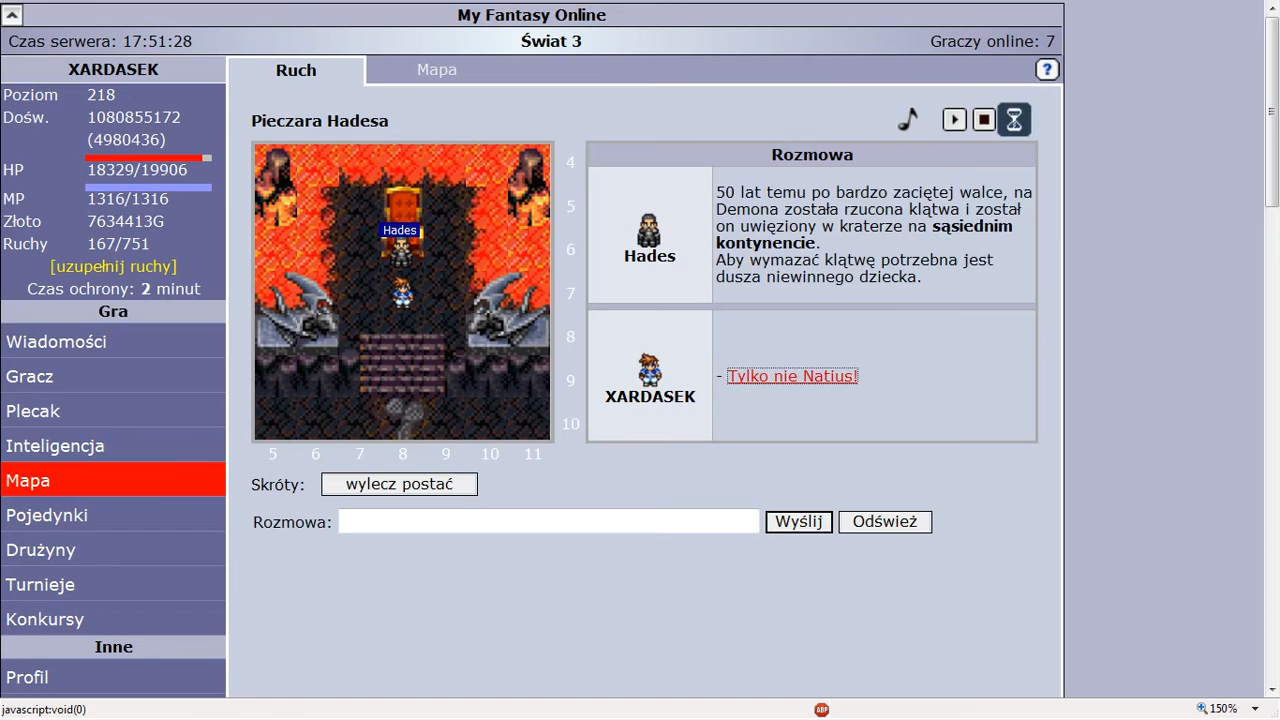 My Fantasy Online
Czas serwera: 17:51:28
Świat 3
Graczy online: 7
XARDASEK
Poziom 218
Dośw. 1080855172
(4980436)
HP 18329/19906
MP 1316/1316
Złoto 7634413G
Ruchy 167/751
[uzupełnij ruchy]
Czas ochrony: 2 minut
Gra
Wiadomości
Gracz
Plecak
Inteligencja
Mapa
Pojedynki
Drużyny
Turnieje
Konkursy
Inne
Profil
Ruch
Mapa
?
Pieczara Hadesa
Hades
4
5
6
7
8
9
10
5 6 7 8 9 10 11
Rozmowa
Hades
50 lat temu po bardzo zaciętej walce, na
Demona została rzucona klątwa i został
on uwięziony w kraterze na sąsiednim
kontynencie.
Aby wymazać klątwę potrzebna jest
dusza niewinnego dziecka.
XARDASEK
- Tylko nie Natius!
Skróty: wylecz postać
Rozmowa: Wyślij Odśwież
javascript:void(0)
ABP
150%